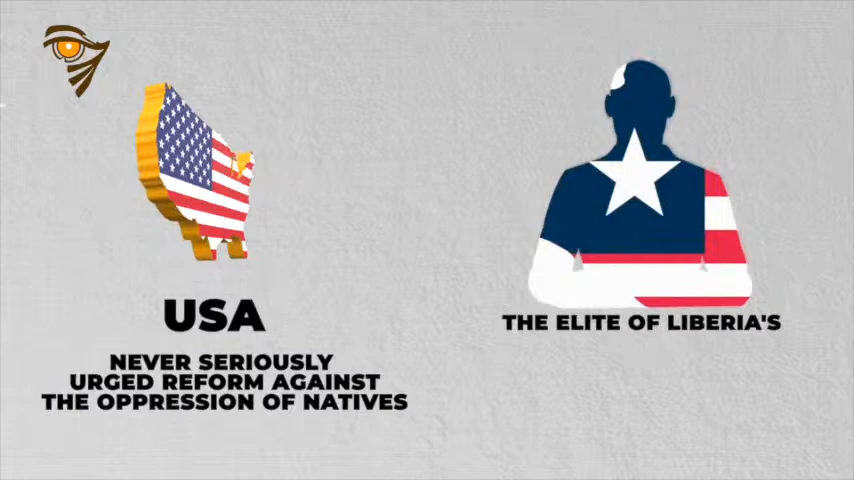 USA
NEVER SERIOUSLY
URGED REFORM AGAINST
THE OPPRESSION OF NATIVES
THE ELITE OF LIBERIA'S